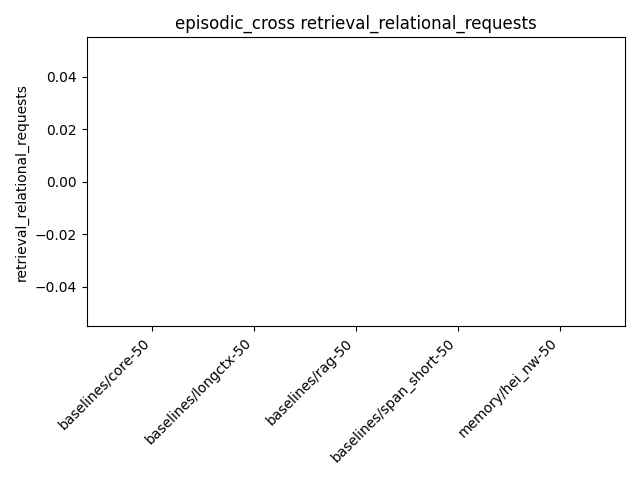 episodic_cross retrieval_relational_requests
retrieval_relational_requests
0.04
0.02
0.00
−0.02
−0.04
baselines/core-50
baselines/longctx-50
baselines/rag-50
baselines/span_short-50
memory/hei_nw-50